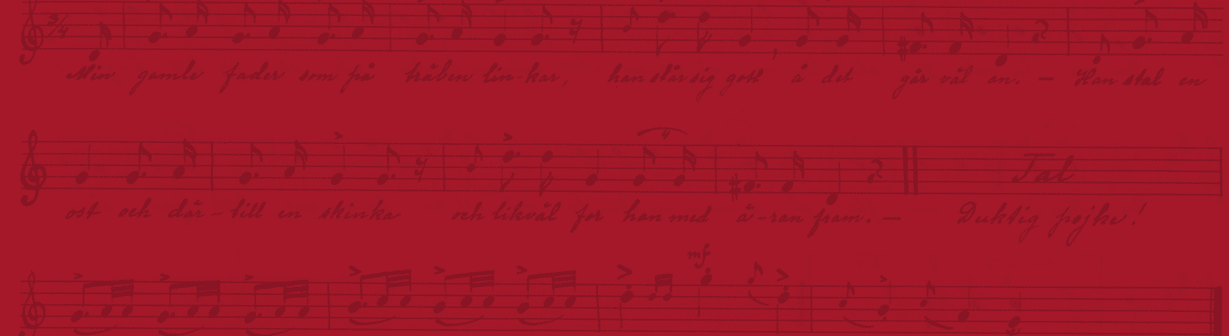 3/4
Min gamle fader som på träben lin-kar, han slår sig gott å det går väl an. — Han stal en
4
ost och där-till en skinka och likväl for han med ä-ran fram. — Tal Duktig pojke!
mf